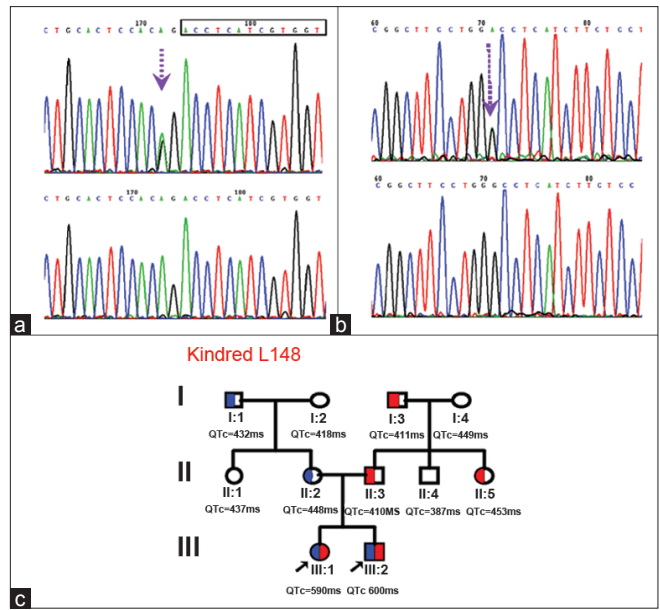 170 180
C T G C A C T C C A C A G A C C T C A T C G T G G T
60 70 80
C G G C T T C C T G G A C C T C A T C T T C T C C T
170 180
C T G C A C T C C A C A G A C C T C A T C G T G G T
60 70 80
C G G C T T C C T G G G C C T C A T C T T C T C C
a
b
Kindred L148
I
I:1 I:2 I:3 I:4
QTc=432ms QTc=418ms QTc=411ms QTc=449ms
II
II:1 II:2 II:3 II:4 II:5
QTc=437ms QTc=448ms QTc=410MS QTc=387ms QTc=453ms
III
III:1 III:2
QTc=590ms QTc 600ms
c